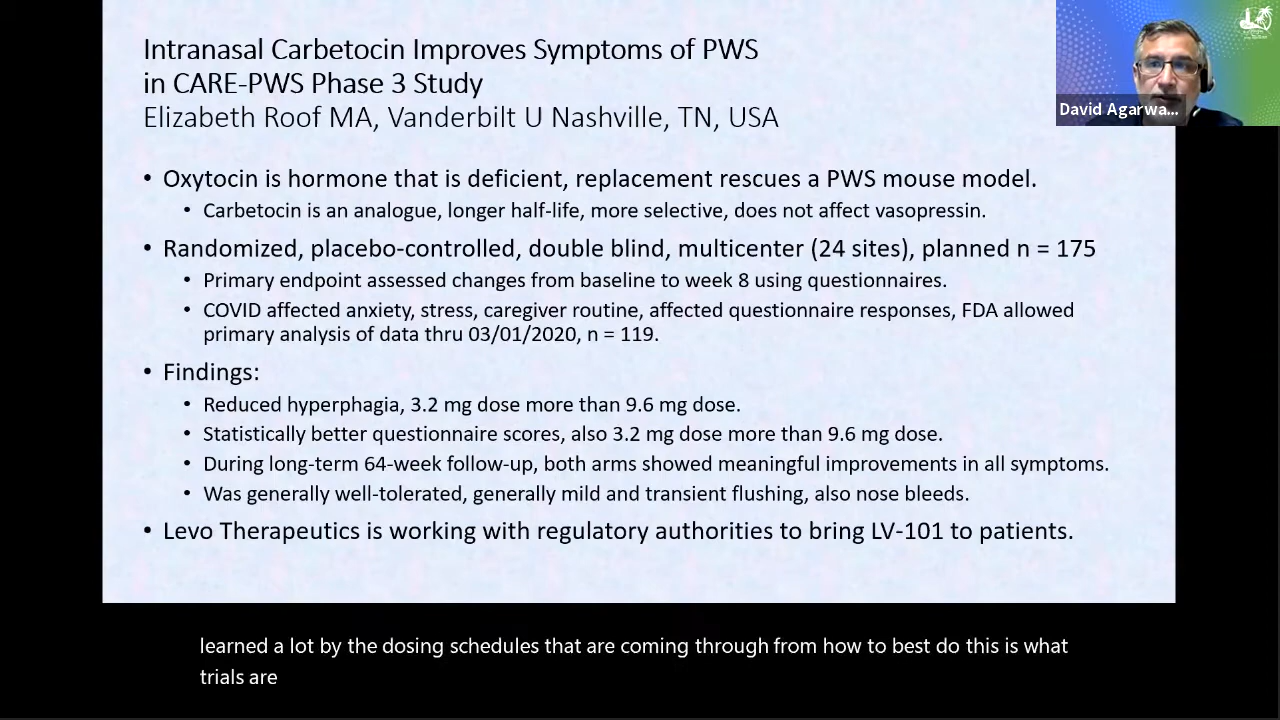 Intranasal Carbetocin Improves Symptoms of PWS
in CARE-PWS Phase 3 Study
Elizabeth Roof MA, Vanderbilt U Nashville, TN, USA
David Agarwa...
• Oxytocin is hormone that is deficient, replacement rescues a PWS mouse model.
• Carbetocin is an analogue, longer half-life, more selective, does not affect vasopressin.
• Randomized, placebo-controlled, double blind, multicenter (24 sites), planned n = 175
• Primary endpoint assessed changes from baseline to week 8 using questionnaires.
• COVID affected anxiety, stress, caregiver routine, affected questionnaire responses, FDA allowed
primary analysis of data thru 03/01/2020, n = 119.
• Findings:
• Reduced hyperphagia, 3.2 mg dose more than 9.6 mg dose.
• Statistically better questionnaire scores, also 3.2 mg dose more than 9.6 mg dose.
• During long-term 64-week follow-up, both arms showed meaningful improvements in all symptoms.
• Was generally well-tolerated, generally mild and transient flushing, also nose bleeds.
• Levo Therapeutics is working with regulatory authorities to bring LV-101 to patients.
learned a lot by the dosing schedules that are coming through from how to best do this is what
trials are